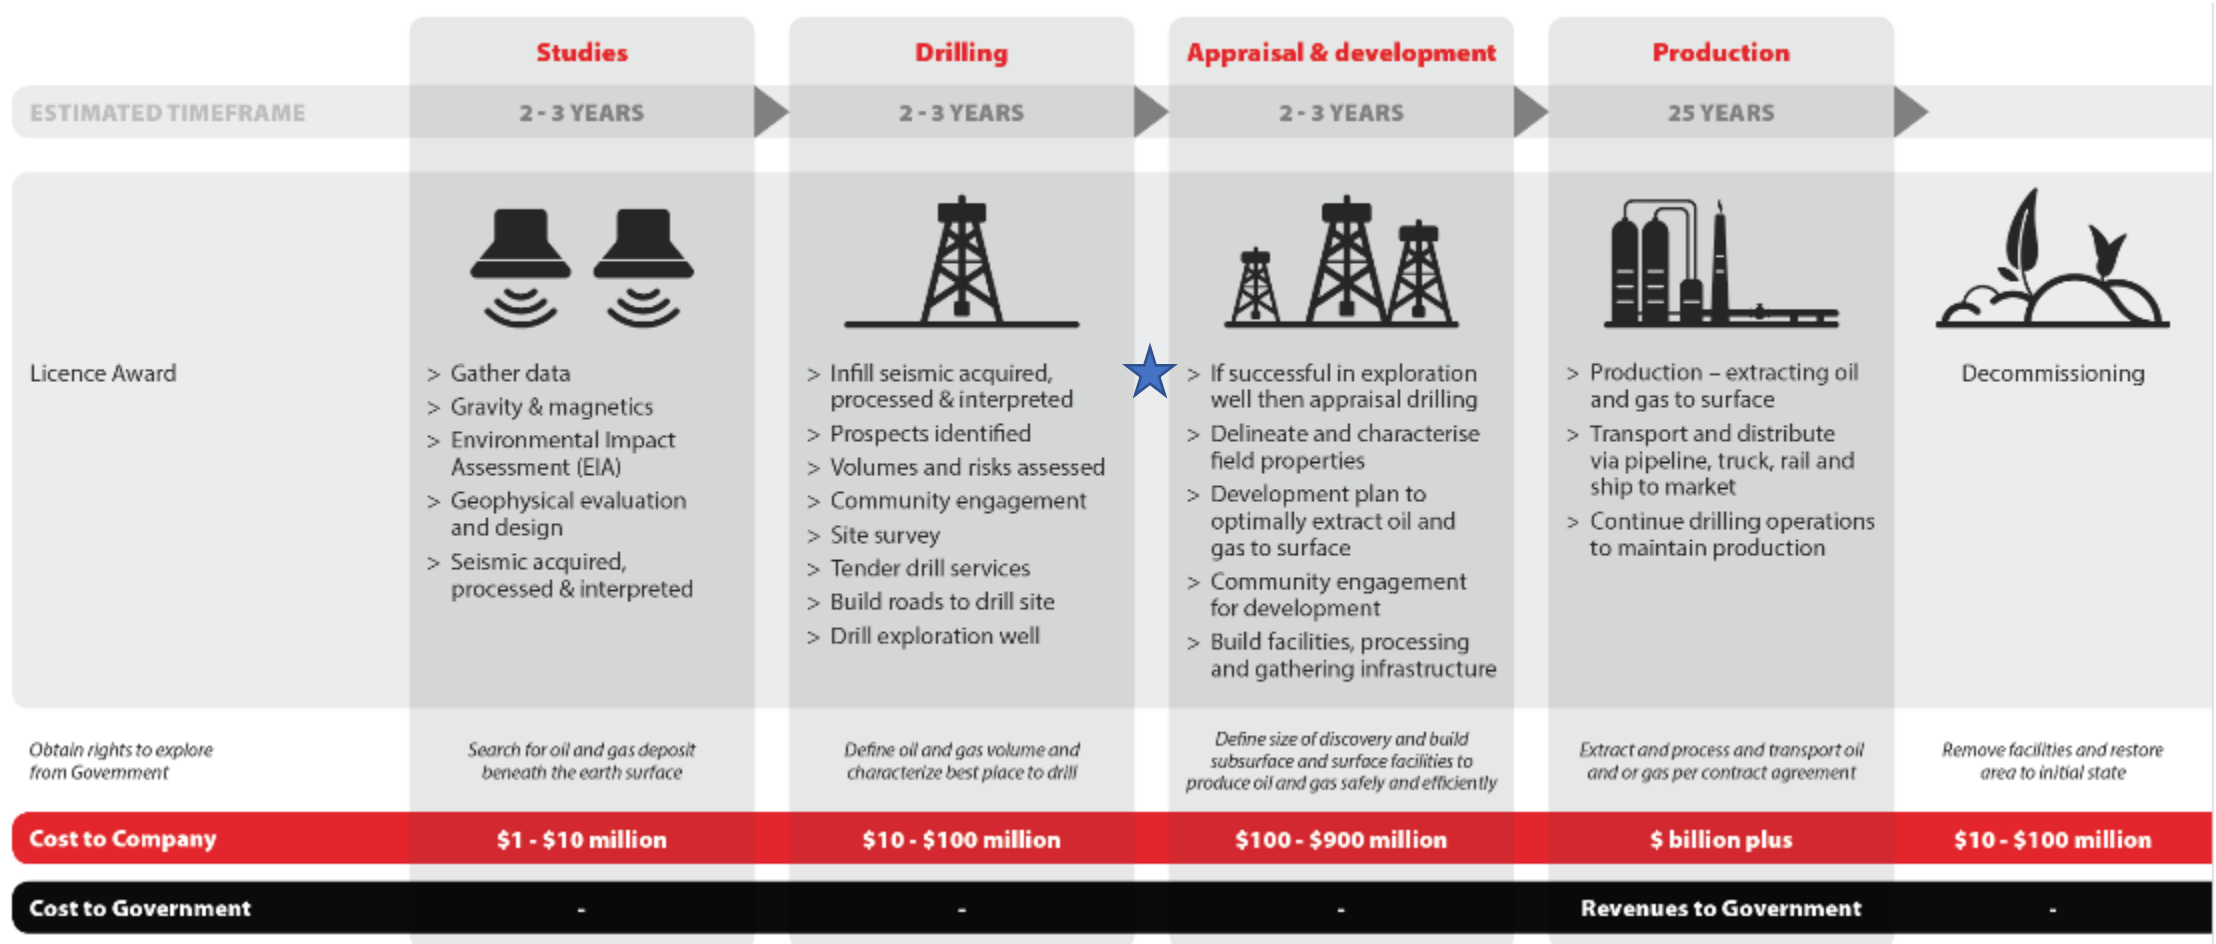 Studies
Drilling
Appraisal & development
Production
ESTIMATED TIMEFRAME
2 - 3 YEARS
2 - 3 YEARS
2 - 3 YEARS
25 YEARS
Licence Award
> Gather data
> Gravity & magnetics
> Environmental Impact
Assessment (EIA)
> Geophysical evaluation
and design
> Seismic acquired,
processed & interpreted
> Infill seismic acquired,
processed & interpreted
> Prospects identified
> Volumes and risks assessed
> Community engagement
> Site survey
> Tender drill services
> Build roads to drill site
> Drill exploration well
> If successful in exploration
well then appraisal drilling
> Delineate and characterise
field properties
> Development plan to
optimally extract oil and
gas to surface
> Community engagement
for development
> Build facilities, processing
and gathering infrastructure
> Production – extracting oil
and gas to surface
> Transport and distribute
via pipeline, truck, rail and
ship to market
> Continue drilling operations
to maintain production
Decommissioning
Obtain rights to explore
from Government
Search for oil and gas deposit
beneath the earth surface
Define oil and gas volume and
characterize best place to drill
Define size of discovery and build
subsurface and surface facilities to
produce oil and gas safely and efficiently
Extract and process and transport oil
and or gas per contract agreement
Remove facilities and restore
area to initial state
Cost to Company
$1 - $10 million
$10 - $100 million
$100 - $900 million
$ billion plus
$10 - $100 million
Cost to Government
-
-
-
Revenues to Government
-